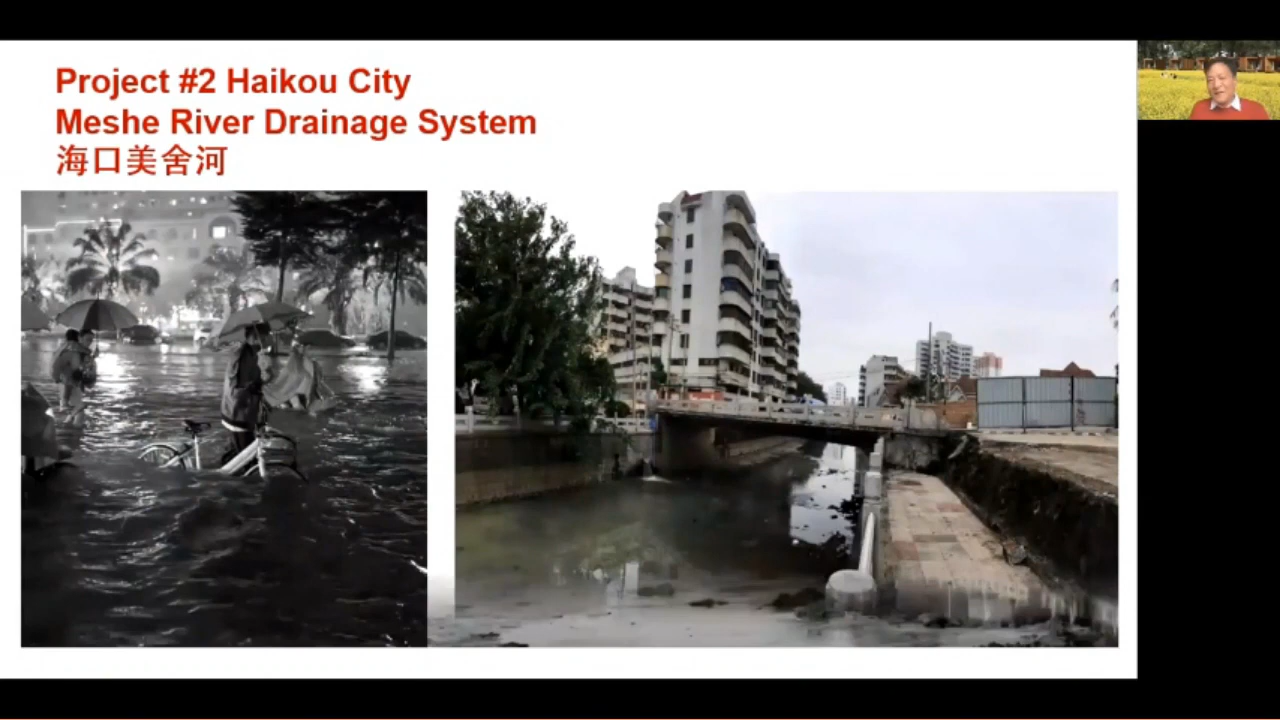 Project #2 Haikou City
Meshe River Drainage System
海口美舍河